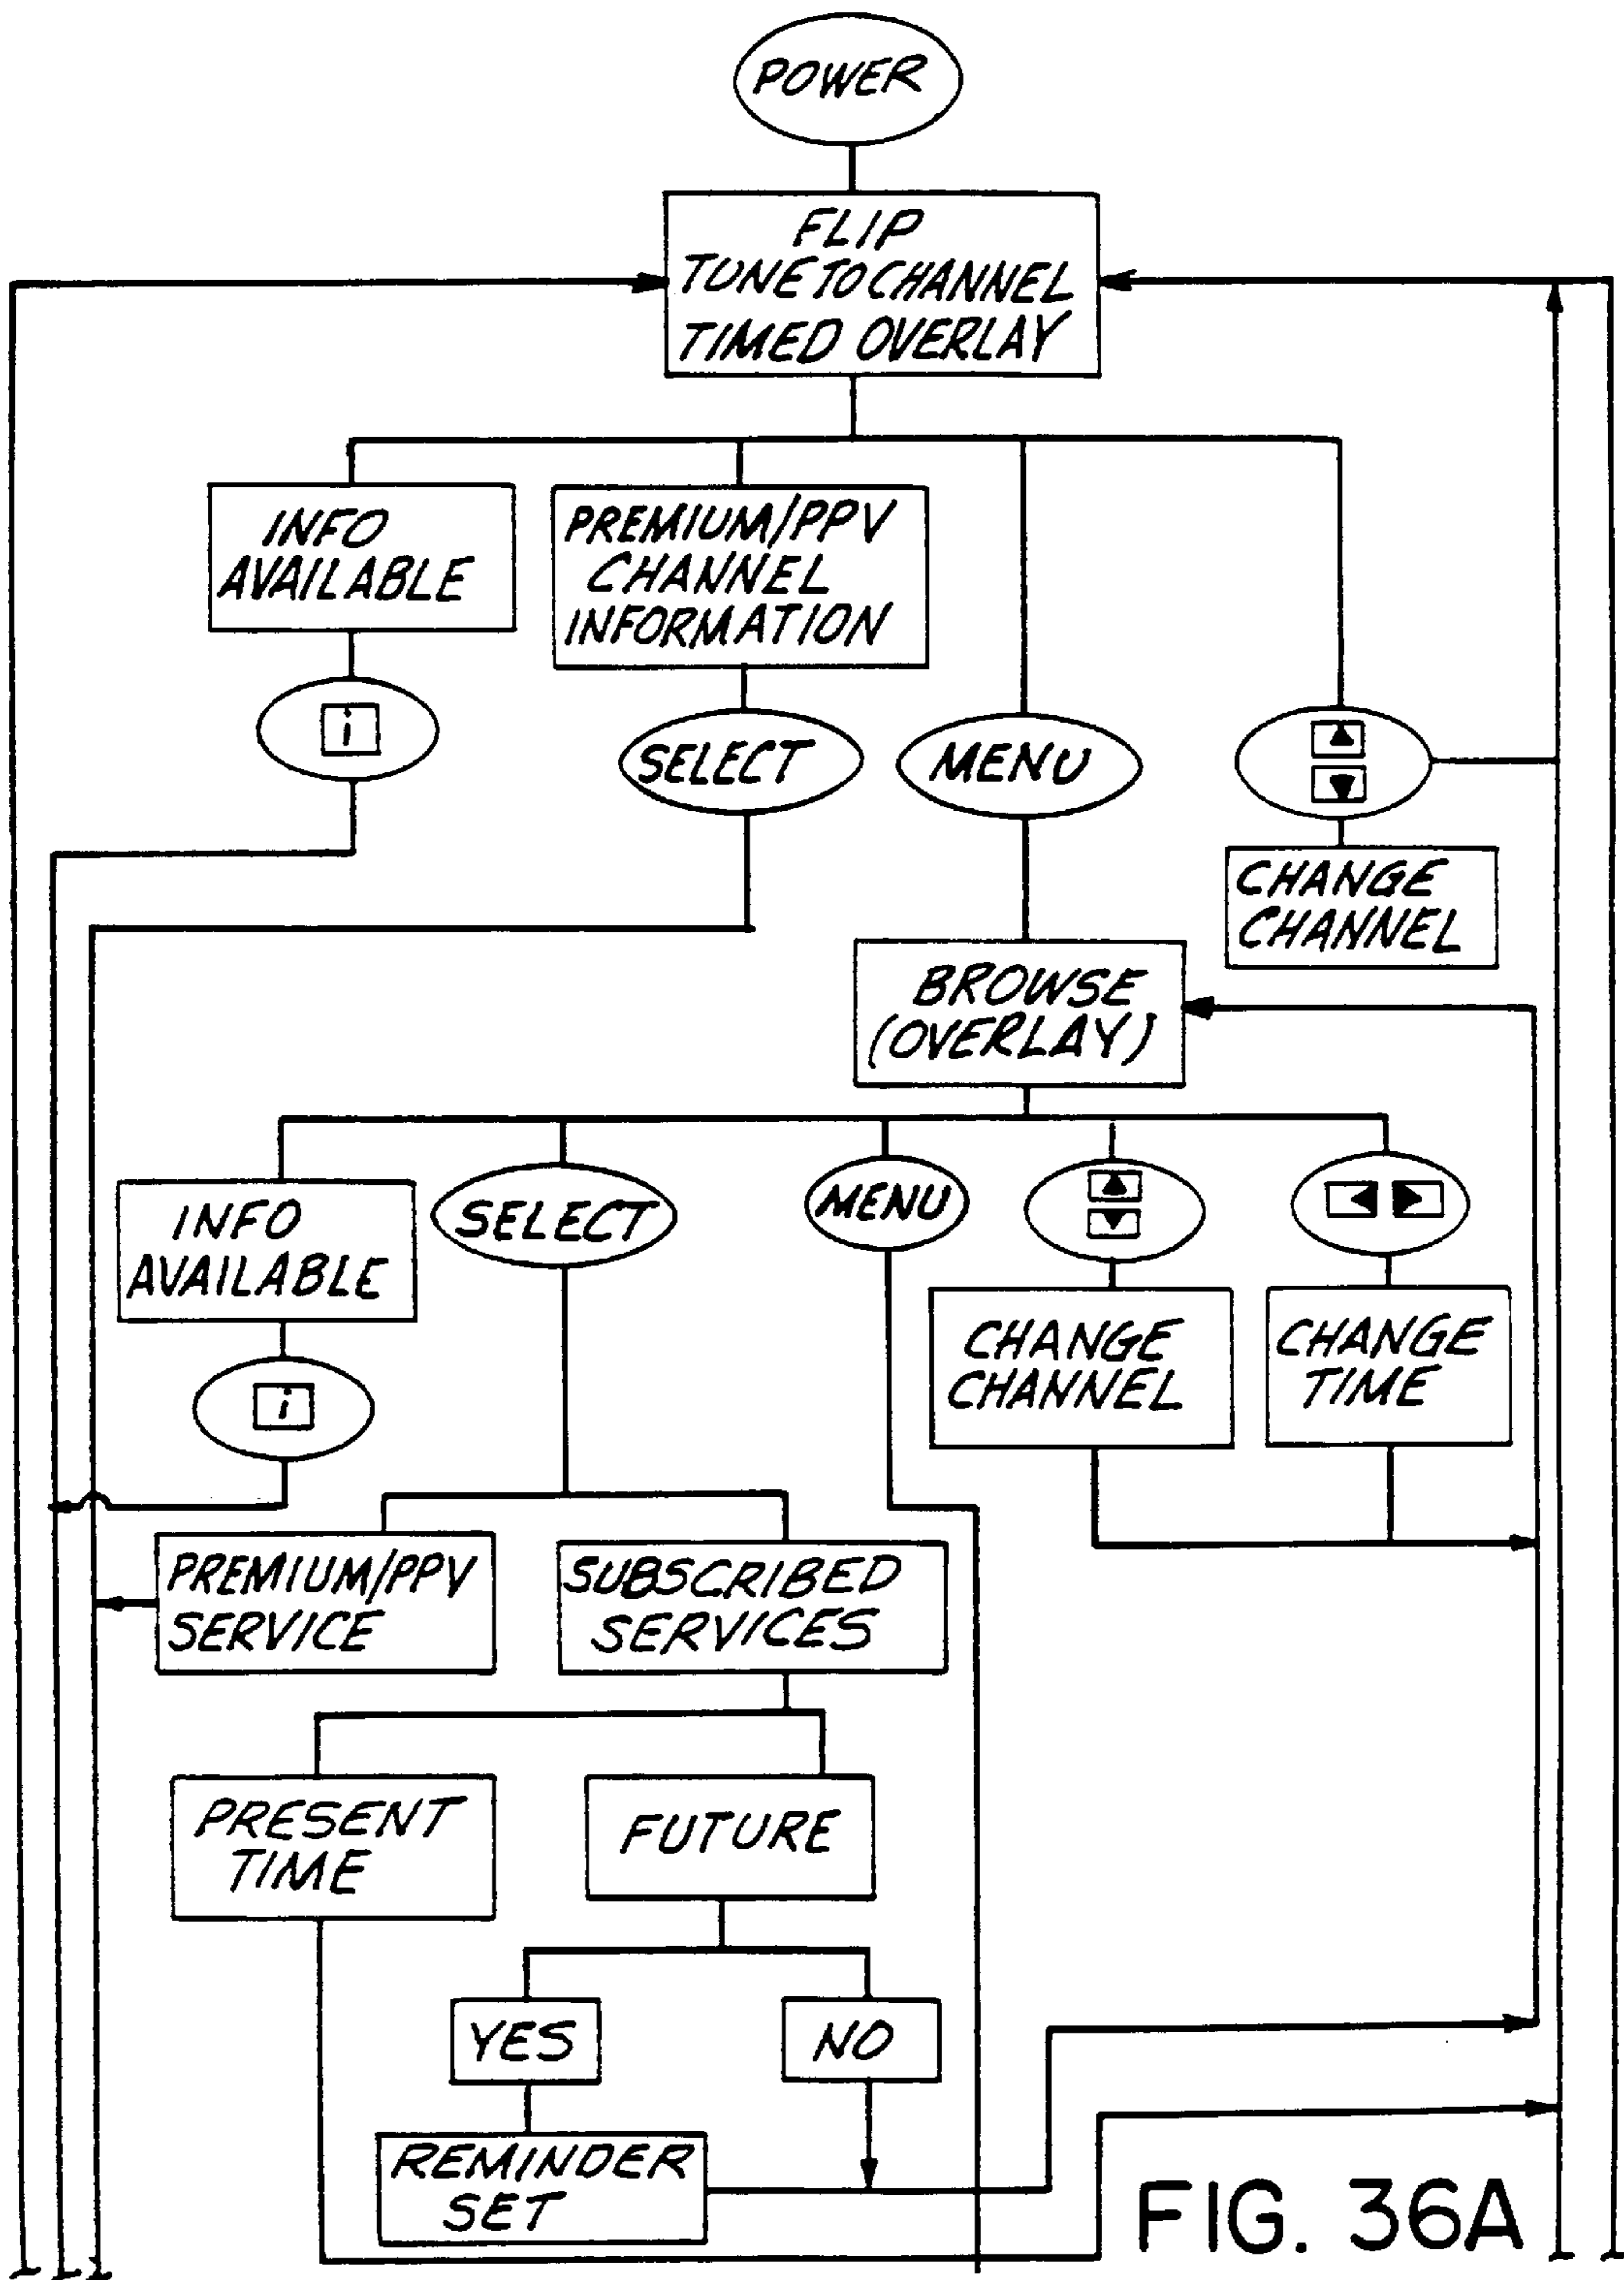 POWER
FLIP
TUNE TO CHANNEL
TIMED OVERLAY
INFO
AVAILABLE
PREMIUM/PPV
CHANNEL
INFORMATION
i
SELECT
MENU
CHANGE
CHANNEL
BROWSE
(OVERLAY)
INFO
AVAILABLE
SELECT
MENU
i
CHANGE
CHANNEL
CHANGE
TIME
PREMIUM/PPV
SERVICE
SUBSCRIBED
SERVICES
PRESENT
TIME
FUTURE
YES
NO
REMINDER
SET
FIG. 36A